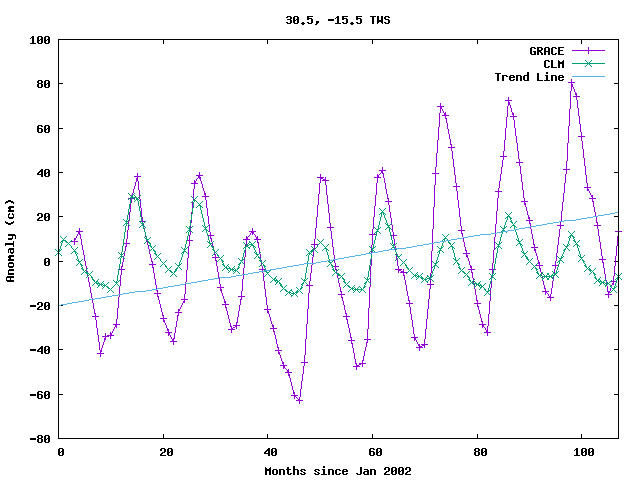 30.5, -15.5 TWS
100
80
60
40
20
0
-20
-40
-60
-80
Anomaly (cm)
GRACE
CLM
Trend Line
0 20 40 60 80 100
Months since Jan 2002